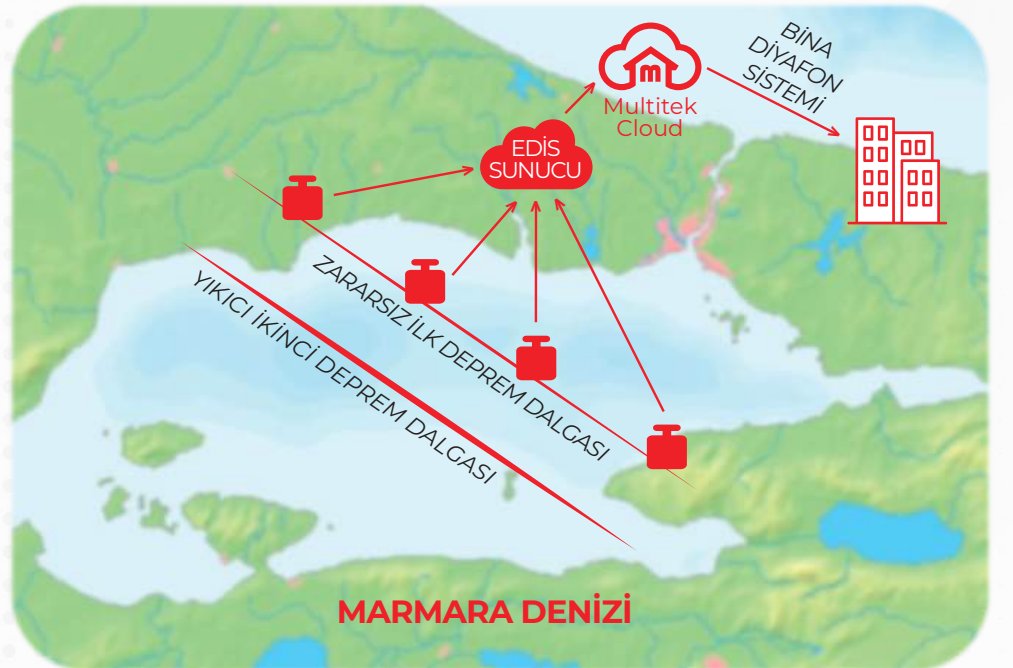 BİNA
DİYAFON
SİSTEMİ
m
Multitek
Cloud
EDİS
SUNUCU
ZARARSIZ İLK DEPREM DALGASI
YIKICI İKİNCİ DEPREM DALGASI
MARMARA DENİZİ